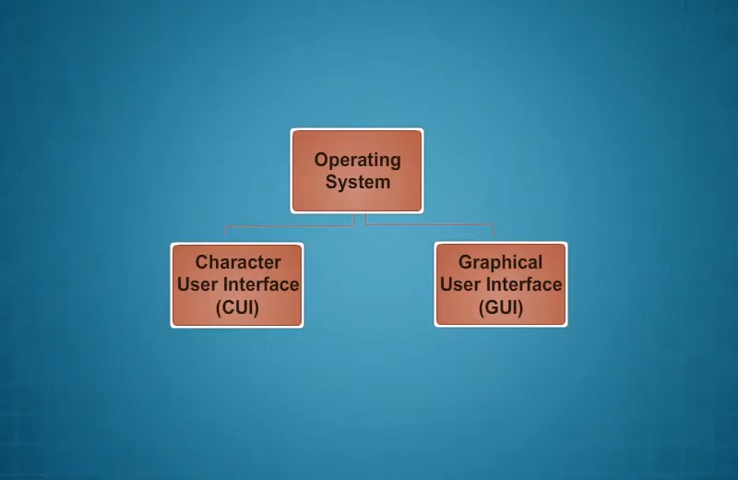 Operating
System
Character
User Interface
(CUI)
Graphical
User Interface
(GUI)